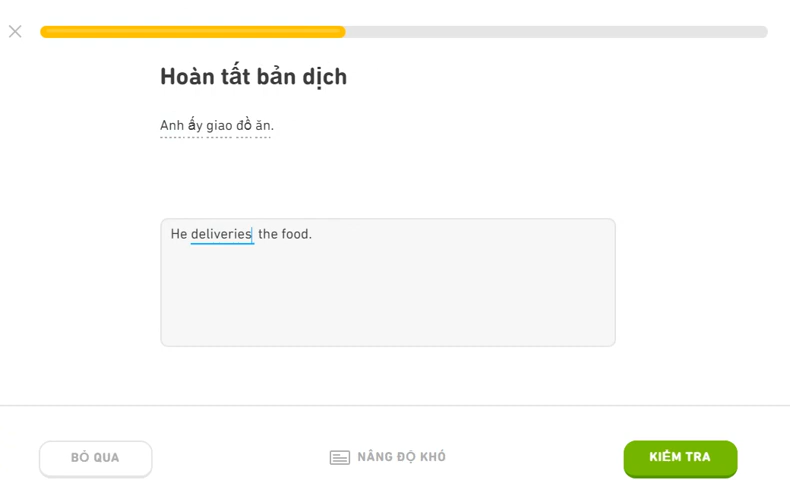 Hoàn tất bản dịch
Anh ấy giao đồ ăn.
He deliveries the food.
BỎ QUA
NÂNG ĐỘ KHÓ
KIỂM TRA